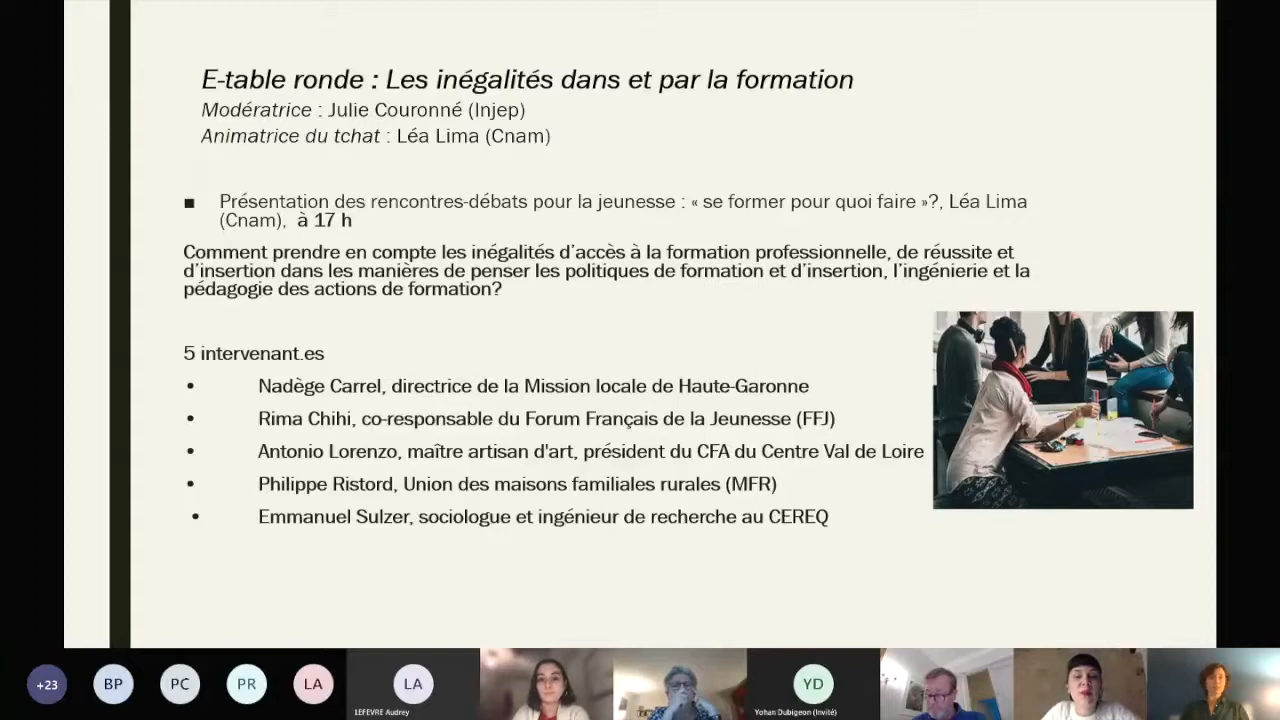 E-table ronde : Les inégalités dans et par la formation
Modératrice : Julie Couronné (Injep)
Animatrice du tchat : Léa Lima (Cnam)
■ Présentation des rencontres-débats pour la jeunesse : « se former pour quoi faire »?, Léa Lima
(Cnam), à 17 h
Comment prendre en compte les inégalités d'accès à la formation professionnelle, de réussite et
d'insertion dans les manières de penser les politiques de formation et d'insertion, l'ingénierie et la
pédagogie des actions de formation?
5 intervenant.es
• Nadège Carrel, directrice de la Mission locale de Haute-Garonne
• Rima Chihi, co-responsable du Forum Français de la Jeunesse (FFJ)
• Antonio Lorenzo, maître artisan d'art, président du CFA du Centre Val de Loire
• Philippe Ristord, Union des maisons familiales rurales (MFR)
• Emmanuel Sulzer, sociologue et ingénieur de recherche au CEREQ
+23 BP PC PR LA LA YD
LEFEVRE Audrey Yohan Dubigeon (Invité)